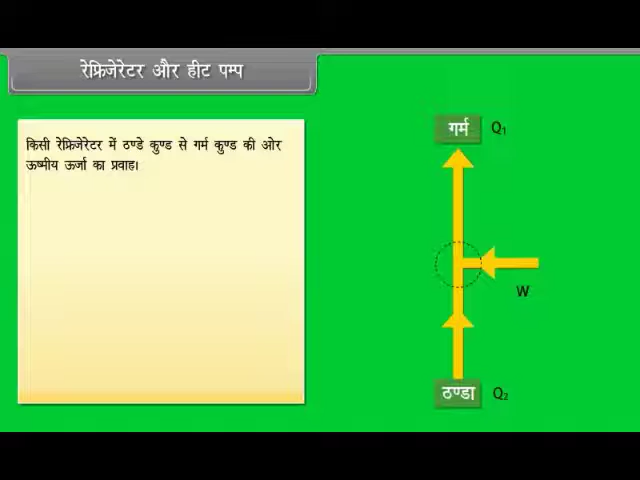 रेफ्रिजेरेटर और हीट पम्प
किसी रेफ्रिजेरेटर में ठण्डे कुण्ड से गर्म कुण्ड की ओर
ऊष्मीय ऊर्जा का प्रवाह।
गर्म Q₁
W
ठण्डा Q₂